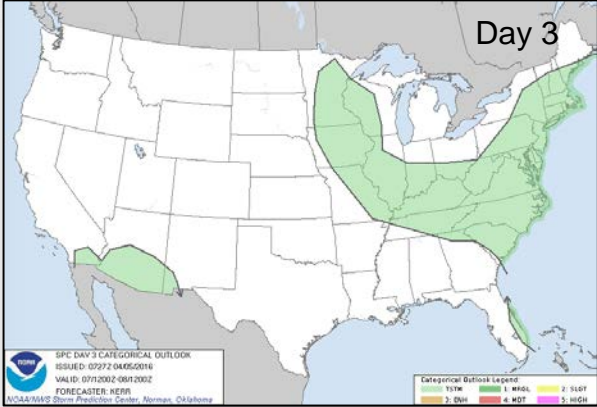 Day 3
NOAA
SPC DAY 3 CATEGORICAL OUTLOOK
ISSUED: 0727Z 04/05/2016
VALID: 07/1200Z-08/1200Z
FORECASTER: KERR
NOAA/NWS Storm Prediction Center, Norman, Oklahoma
Categorical Outlook Legend:
TSTM 1: MRGL 2: SLGT
3: ENH 4: MDT 5: HIGH